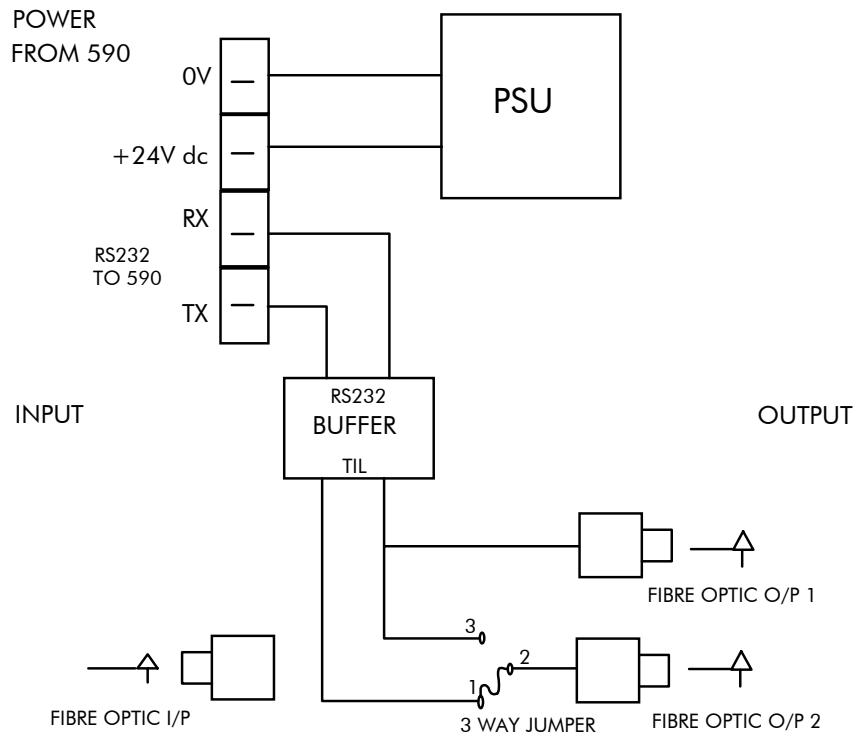 POWER
FROM 590
0V
PSU
+24V dc
RX
RS232
TO 590
TX
RS232
INPUT
BUFFER
OUTPUT
TIL
FIBRE OPTIC O/P 1
3
2
1
FIBRE OPTIC I/P
3 WAY JUMPER
FIBRE OPTIC O/P 2